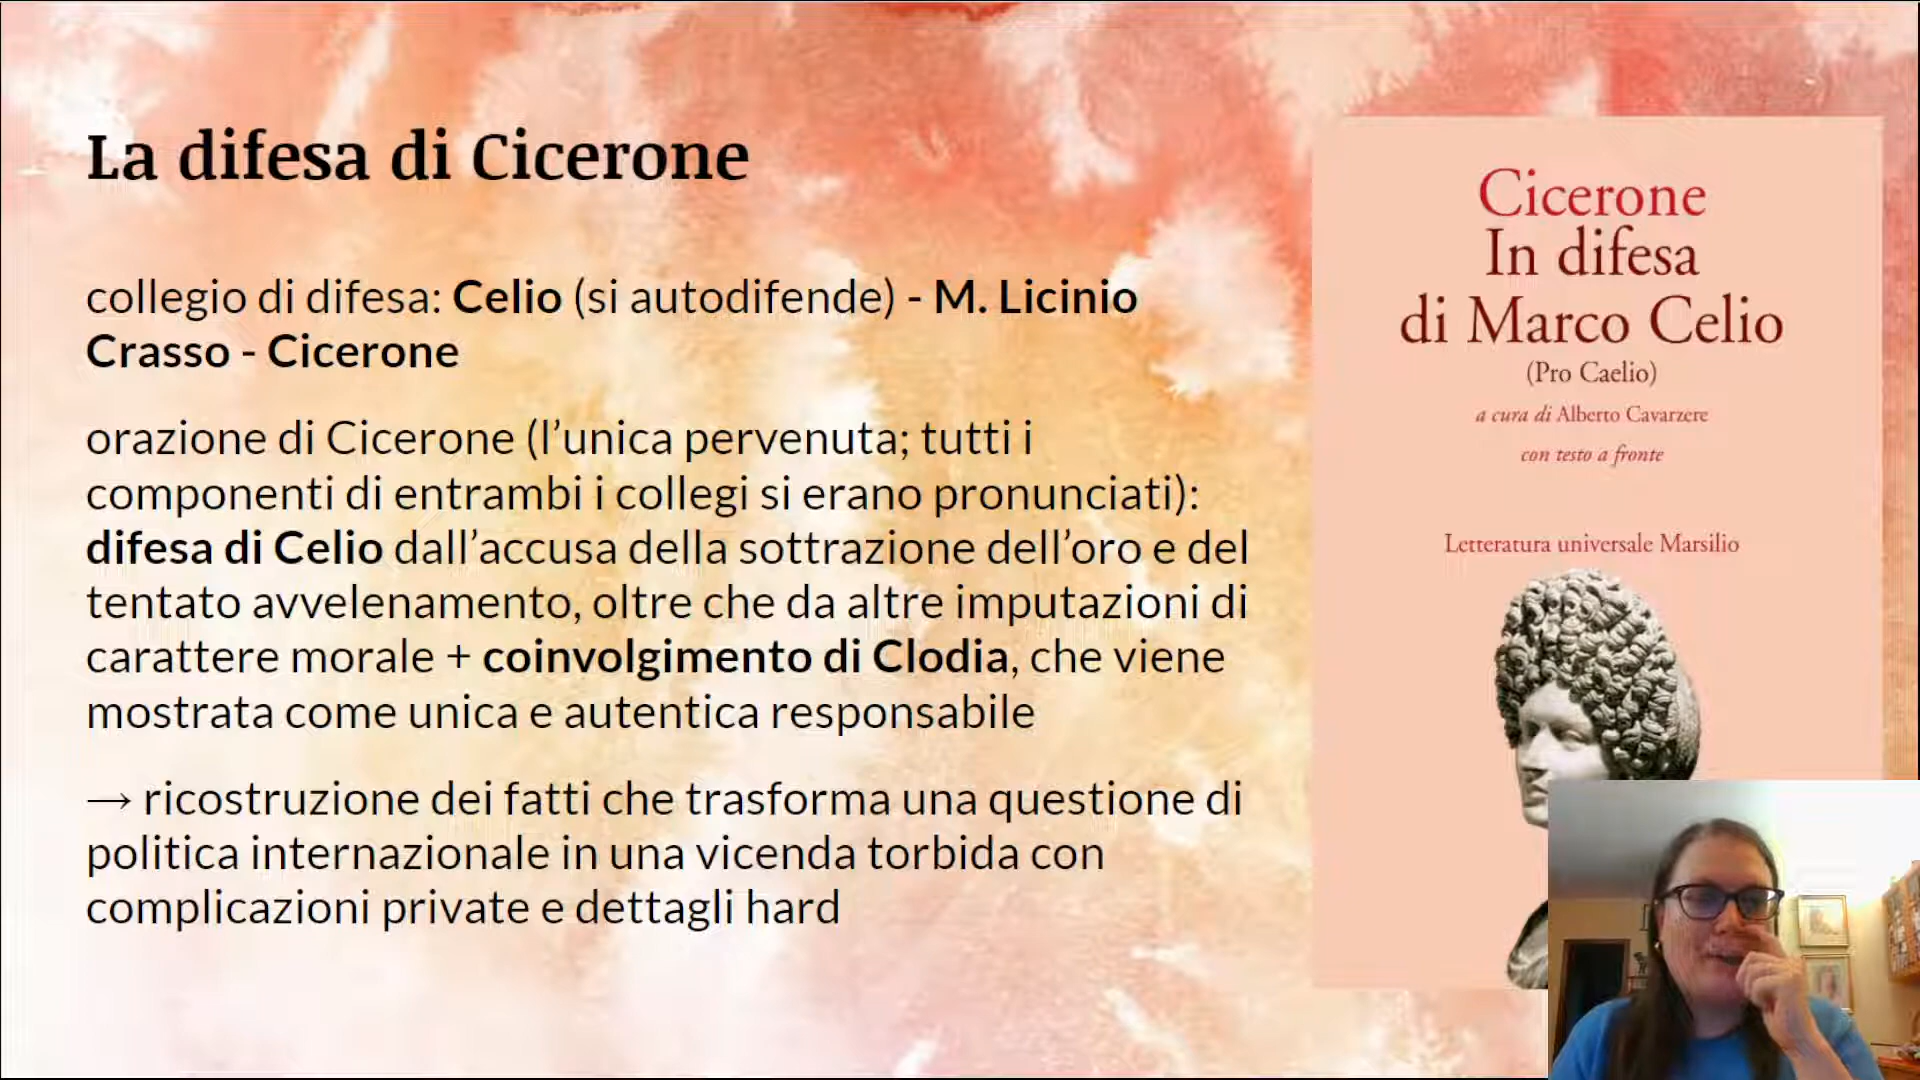 La difesa di Cicerone
collegio di difesa: Celio (si autodifende) - M. Licinio
Crasso - Cicerone
orazione di Cicerone (l’unica pervenuta; tutti i
componenti di entrambi i collegi si erano pronunciati):
difesa di Celio dall’accusa della sottrazione dell’oro e del
tentato avvelenamento, oltre che da altre imputazioni di
carattere morale + coinvolgimento di Clodia, che viene
mostrata come unica e autentica responsabile
→ ricostruzione dei fatti che trasforma una questione di
politica internazionale in una vicenda torbida con
complicazioni private e dettagli hard
Cicerone
In difesa
di Marco Celio
(Pro Caelio)
a cura di Alberto Cavarzere
con testo a fronte
Letteratura universale Marsilio